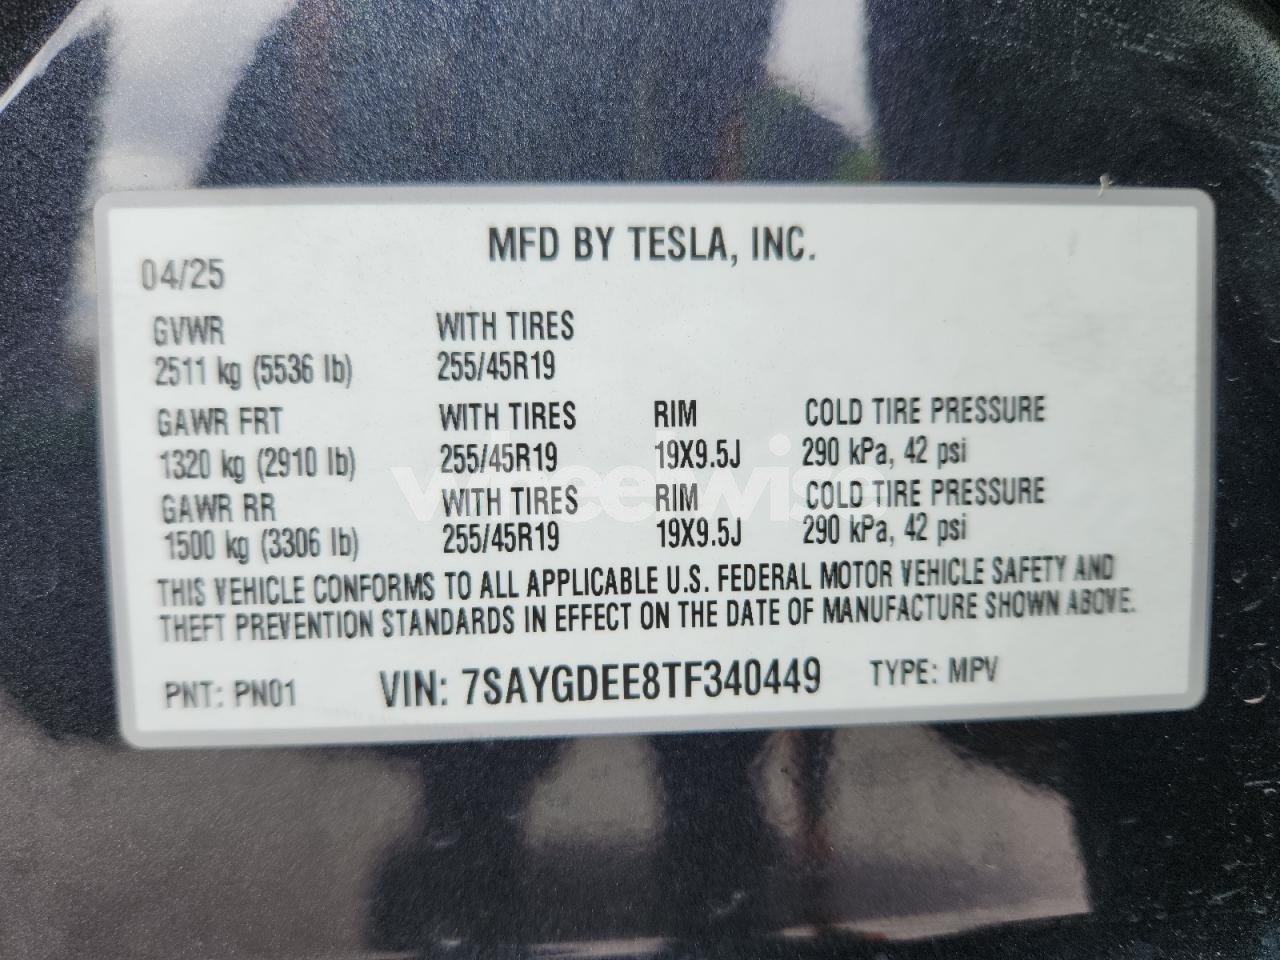 MFD BY TESLA, INC.
04/25
GVWR WITH TIRES
2511 kg (5536 lb) 255/45R19
GAWR FRT WITH TIRES RIM COLD TIRE PRESSURE
1320 kg (2910 lb) 255/45R19 19X9.5J 290 kPa, 42 psi
wheelwise
GAWR RR WITH TIRES RIM COLD TIRE PRESSURE
1500 kg (3306 lb) 255/45R19 19X9.5J 290 kPa, 42 psi
THIS VEHICLE CONFORMS TO ALL APPLICABLE U.S. FEDERAL MOTOR VEHICLE SAFETY AND
THEFT PREVENTION STANDARDS IN EFFECT ON THE DATE OF MANUFACTURE SHOWN ABOVE.
PNT: PN01 VIN: 7SAYGDEE8TF340449 TYPE: MPV